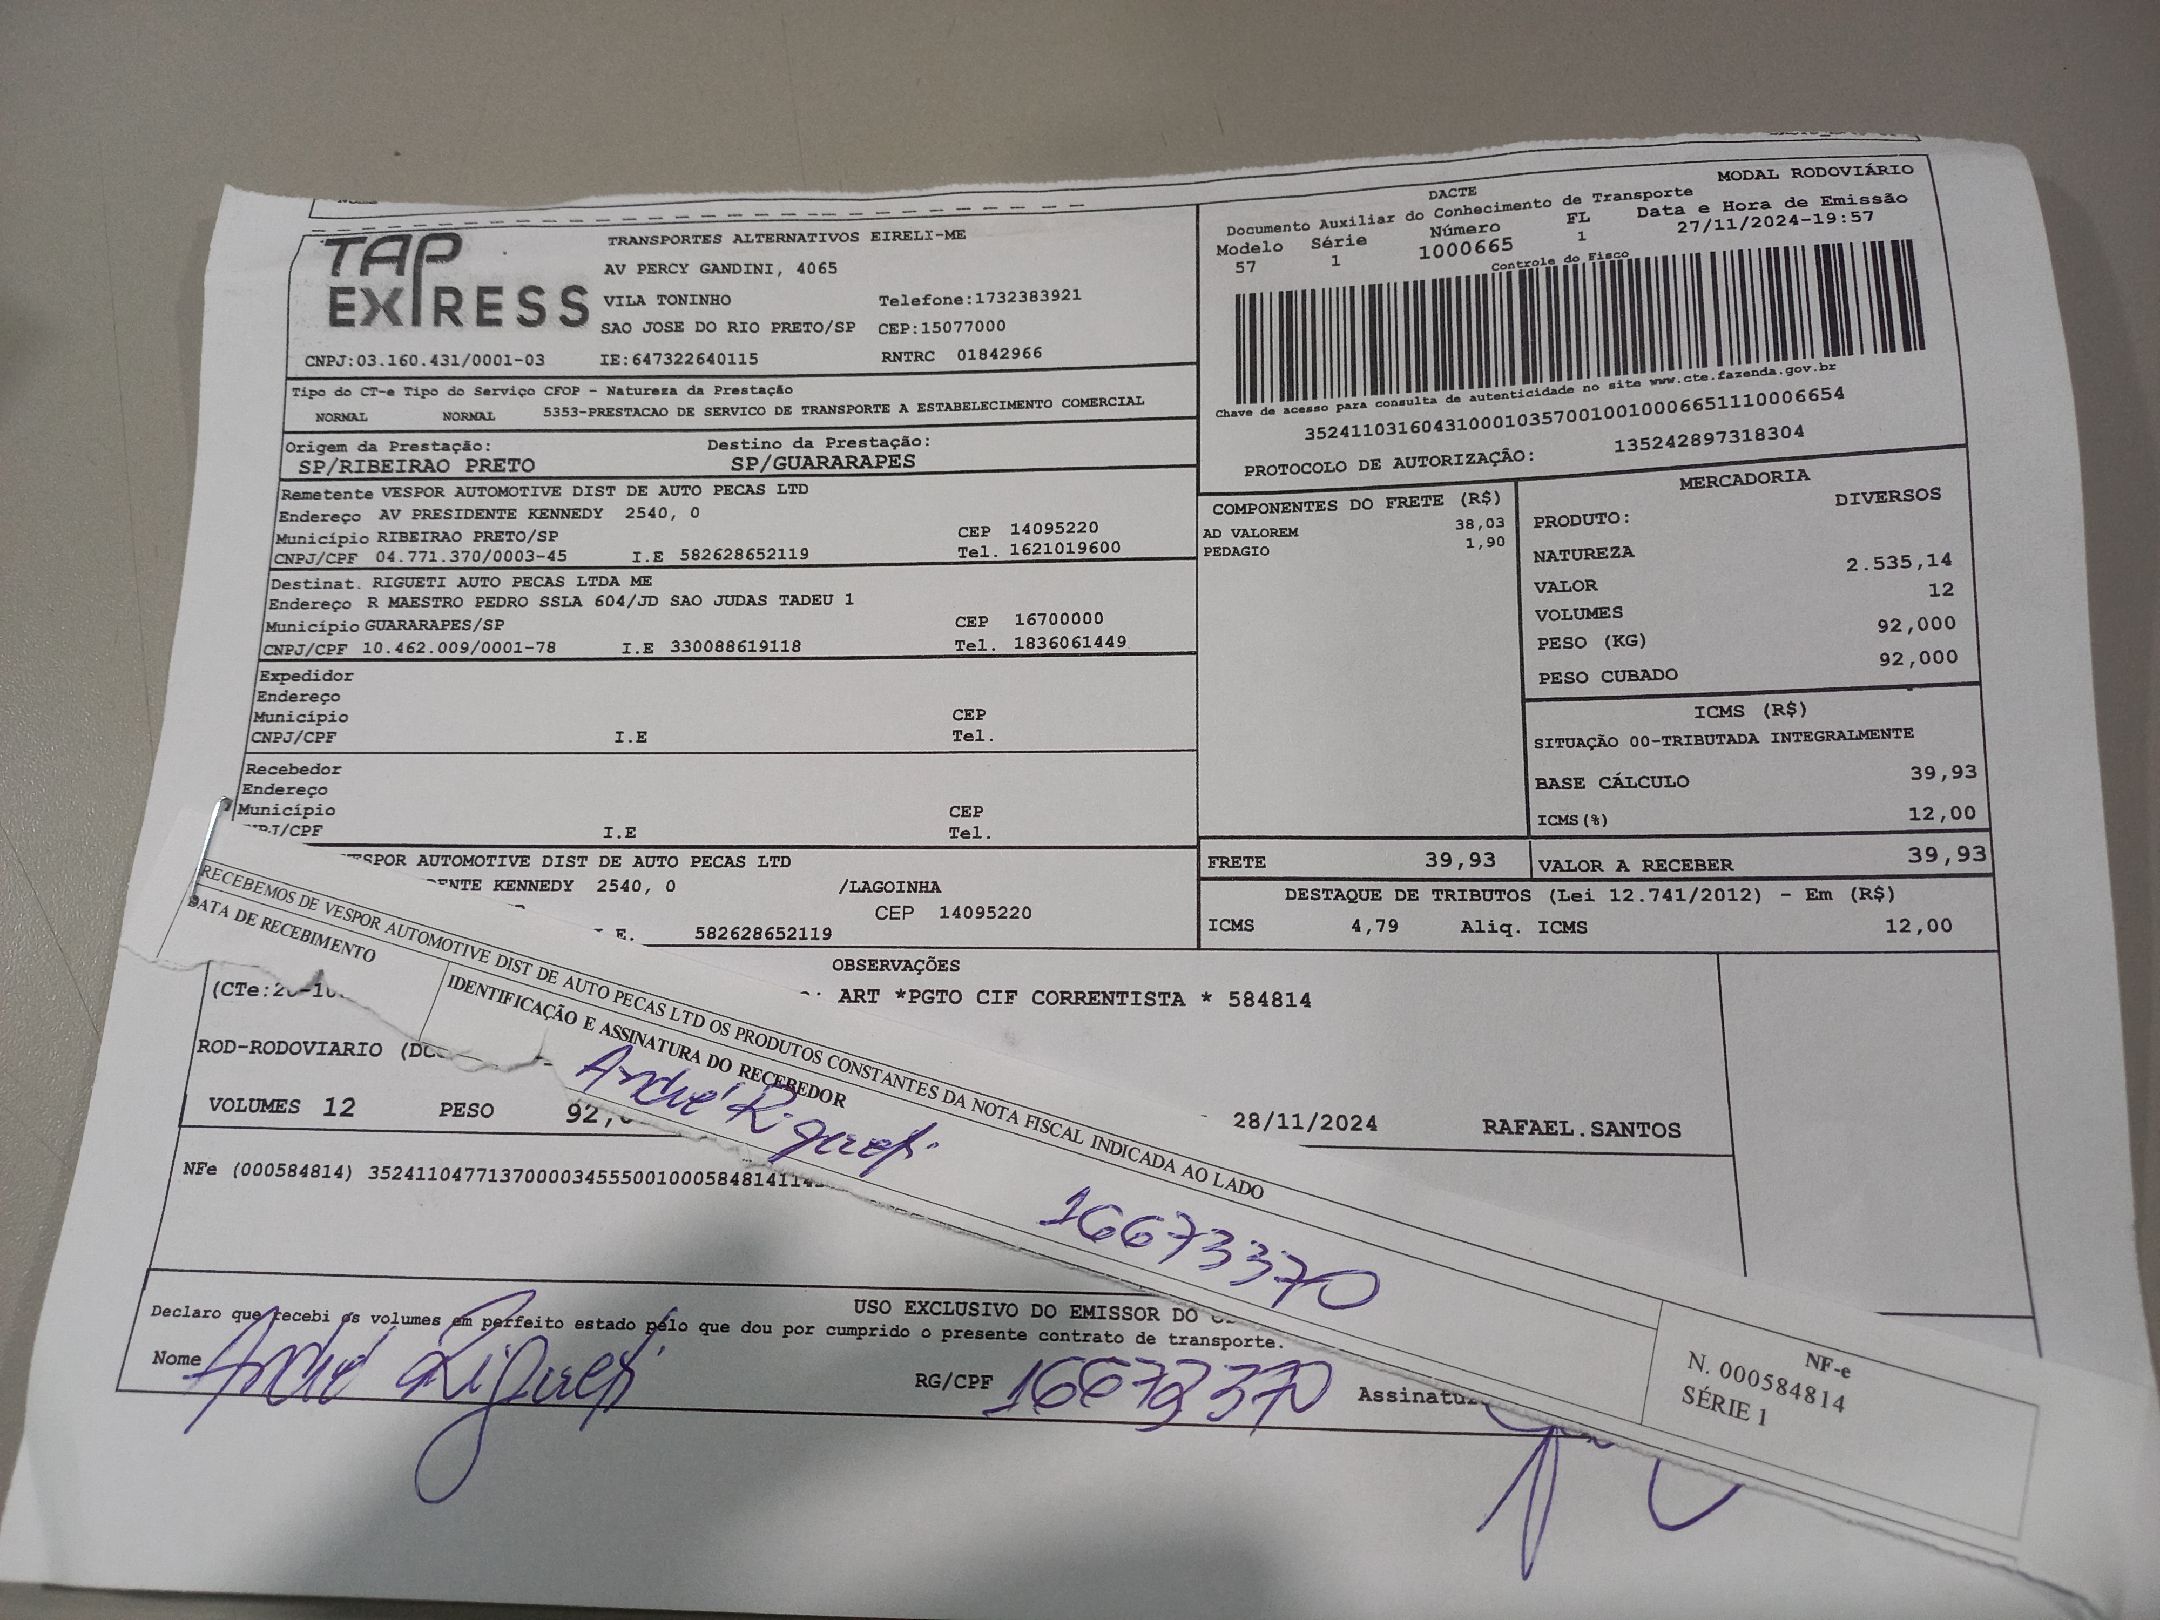 TAP EXPRESS
TRANSPORTES ALTERNATIVOS EIRELI-ME
AV PERCY GANDINI, 4065
VILA TONINHO Telefone:1732383921
SAO JOSE DO RIO PRETO/SP CEP:15077000
CNPJ:03.160.431/0001-03 IE:647322640115 RNTRC 01842966
DACTE MODAL RODOVIÁRIO
Documento Auxiliar do Conhecimento de Transporte
Modelo Série Número FL Data e Hora de Emissão
57 1 1000665 1 27/11/2024-19:57
Controle do Fisco
Chave de acesso para consulta de autenticidade no site www.cte.fazenda.gov.br
35241103160431000103570010010006651110006654
PROTOCOLO DE AUTORIZAÇÃO: 135242897318304
Tipo do CT-e Tipo do Serviço CFOP - Natureza da Prestação
NORMAL NORMAL 5353-PRESTACAO DE SERVICO DE TRANSPORTE A ESTABELECIMENTO COMERCIAL
Origem da Prestação: Destino da Prestação:
SP/RIBEIRAO PRETO SP/GUARARAPES
Remetente VESPOR AUTOMOTIVE DIST DE AUTO PECAS LTD
Endereço AV PRESIDENTE KENNEDY 2540, 0
Município RIBEIRAO PRETO/SP CEP 14095220
CNPJ/CPF 04.771.370/0003-45 I.E 582628652119 Tel. 1621019600
Destinat. RIGUETI AUTO PECAS LTDA ME
Endereço R MAESTRO PEDRO SSLA 604/JD SAO JUDAS TADEU 1
Município GUARARAPES/SP CEP 16700000
CNPJ/CPF 10.462.009/0001-78 I.E 330088619118 Tel. 1836061449
Expedidor
Endereço
Município CEP
CNPJ/CPF I.E Tel.
Recebedor
Endereço
Município CEP
/CPF I.E Tel.
SPOR AUTOMOTIVE DIST DE AUTO PECAS LTD
ENTE KENNEDY 2540, 0 /LAGOINHA
CEP 14095220
E. 582628652119
COMPONENTES DO FRETE (R$)
AD VALOREM 38,03
PEDAGIO 1,90
MERCADORIA
PRODUTO: DIVERSOS
NATUREZA
VALOR 2.535,14
VOLUMES 12
PESO (KG) 92,000
PESO CUBADO 92,000
ICMS (R$)
SITUAÇÃO 00-TRIBUTADA INTEGRALMENTE
BASE CÁLCULO 39,93
ICMS(%) 12,00
FRETE 39,93 VALOR A RECEBER 39,93
DESTAQUE DE TRIBUTOS (Lei 12.741/2012) - Em (R$)
ICMS 4,79 Aliq. ICMS 12,00
OBSERVAÇÕES
(CTe: ART *PGTO CIF CORRENTISTA * 584814
ROD-RODOVIARIO
VOLUMES 12 PESO 92, 28/11/2024 RAFAEL.SANTOS
NFe (000584814) 3524110477137000034555001000584814
RECEBEMOS DE VESPOR AUTOMOTIVE DIST DE AUTO PECAS LTD OS PRODUTOS CONSTANTES DA NOTA FISCAL INDICADA AO LADO
DATA DE RECEBIMENTO
IDENTIFICAÇÃO E ASSINATURA DO RECEBEDOR
André Rigueti
16673370
NF-e
N. 000584814
SÉRIE 1
USO EXCLUSIVO DO EMISSOR DO
Declaro que recebi os volumes em perfeito estado pelo que dou por cumprido o presente contrato de transporte.
Nome André Rigueti RG/CPF 16673370 Assinatu